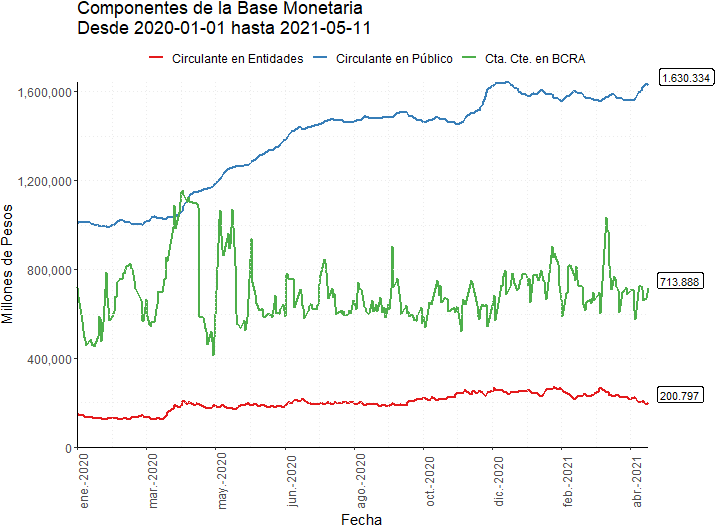 Componentes de la Base Monetaria
Desde 2020-01-01 hasta 2021-05-11
Circulante en Entidades Circulante en Público Cta. Cte. en BCRA
Millones de Pesos
1,600,000
1,200,000
800,000
400,000
0
1.630.334
713.888
200.797
ene.-2020 mar.-2020 may.-2020 jun.-2020 ago.-2020 oct.-2020 dic.-2020 feb.-2021 abr.-2021
Fecha